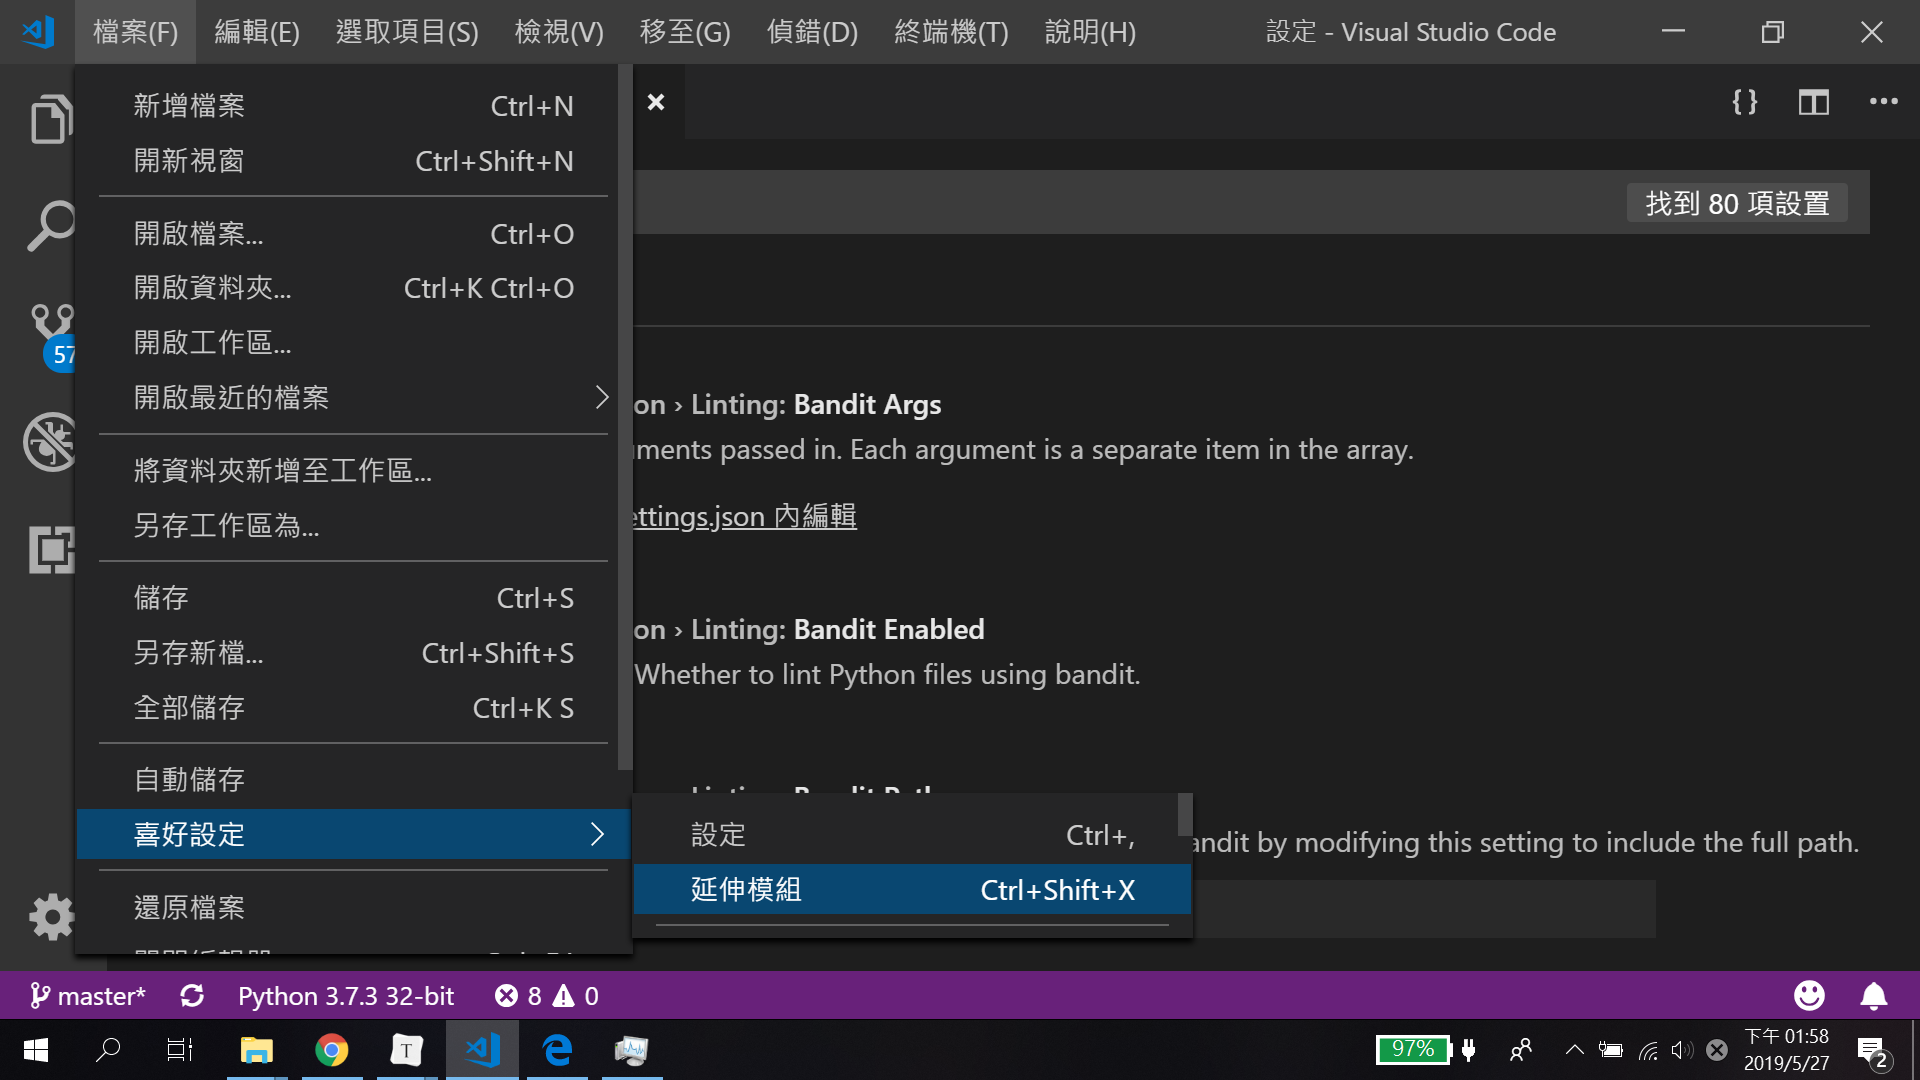 檔案(F) 編輯(E) 選取項目(S) 檢視(V) 移至(G) 偵錯(D) 終端機(T) 說明(H) 設定 - Visual Studio Code
新增檔案 Ctrl+N
開新視窗 Ctrl+Shift+N
開啟檔案... Ctrl+O
開啟資料夾... Ctrl+K Ctrl+O
開啟工作區...
開啟最近的檔案
將資料夾新增至工作區...
另存工作區為...
儲存 Ctrl+S
另存新檔... Ctrl+Shift+S
全部儲存 Ctrl+K S
自動儲存
喜好設定
還原檔案
設定 Ctrl+,
延伸模組 Ctrl+Shift+X
找到 80 項設置
on › Linting: Bandit Args
uments passed in. Each argument is a separate item in the array.
ettings.json 內編輯
on › Linting: Bandit Enabled
Whether to lint Python files using bandit.
andit by modifying this setting to include the full path.
57
master* Python 3.7.3 32-bit 8 0
97%
下午 01:58
2019/5/27
2